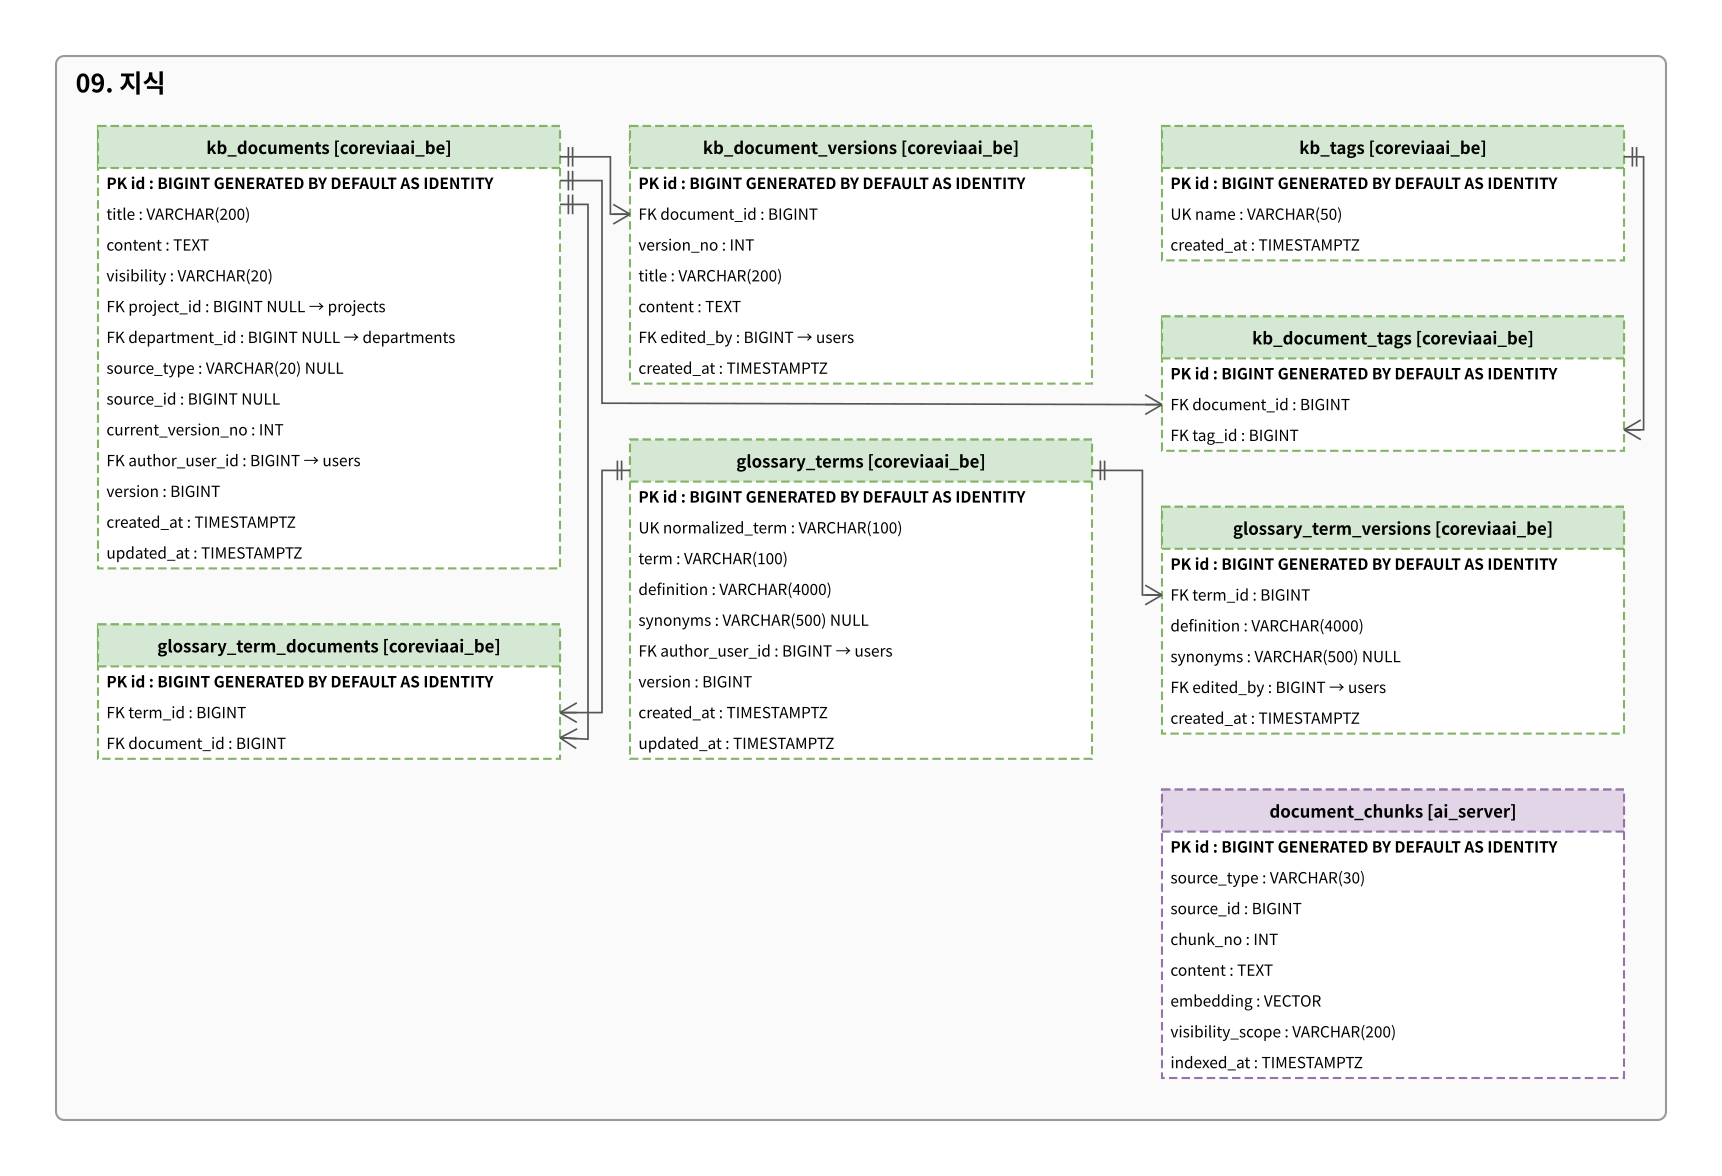 09. 지식
kb_documents [coreviaai_be]
PK id : BIGINT GENERATED BY DEFAULT AS IDENTITY
title : VARCHAR(200)
content : TEXT
visibility : VARCHAR(20)
FK project_id : BIGINT NULL → projects
FK department_id : BIGINT NULL → departments
source_type : VARCHAR(20) NULL
source_id : BIGINT NULL
current_version_no : INT
FK author_user_id : BIGINT → users
version : BIGINT
created_at : TIMESTAMPTZ
updated_at : TIMESTAMPTZ
kb_document_versions [coreviaai_be]
PK id : BIGINT GENERATED BY DEFAULT AS IDENTITY
FK document_id : BIGINT
version_no : INT
title : VARCHAR(200)
content : TEXT
FK edited_by : BIGINT → users
created_at : TIMESTAMPTZ
kb_tags [coreviaai_be]
PK id : BIGINT GENERATED BY DEFAULT AS IDENTITY
UK name : VARCHAR(50)
created_at : TIMESTAMPTZ
kb_document_tags [coreviaai_be]
PK id : BIGINT GENERATED BY DEFAULT AS IDENTITY
FK document_id : BIGINT
FK tag_id : BIGINT
glossary_term_documents [coreviaai_be]
PK id : BIGINT GENERATED BY DEFAULT AS IDENTITY
FK term_id : BIGINT
FK document_id : BIGINT
glossary_terms [coreviaai_be]
PK id : BIGINT GENERATED BY DEFAULT AS IDENTITY
UK normalized_term : VARCHAR(100)
term : VARCHAR(100)
definition : VARCHAR(4000)
synonyms : VARCHAR(500) NULL
FK author_user_id : BIGINT → users
version : BIGINT
created_at : TIMESTAMPTZ
updated_at : TIMESTAMPTZ
glossary_term_versions [coreviaai_be]
PK id : BIGINT GENERATED BY DEFAULT AS IDENTITY
FK term_id : BIGINT
definition : VARCHAR(4000)
synonyms : VARCHAR(500) NULL
FK edited_by : BIGINT → users
created_at : TIMESTAMPTZ
document_chunks [ai_server]
PK id : BIGINT GENERATED BY DEFAULT AS IDENTITY
source_type : VARCHAR(30)
source_id : BIGINT
chunk_no : INT
content : TEXT
embedding : VECTOR
visibility_scope : VARCHAR(200)
indexed_at : TIMESTAMPTZ